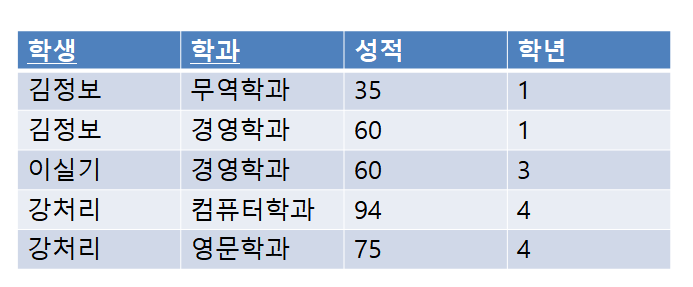 학생 학과 성적 학년
김정보 무역학과 35 1
김정보 경영학과 60 1
이실기 경영학과 60 3
강처리 컴퓨터학과 94 4
강처리 영문학과 75 4